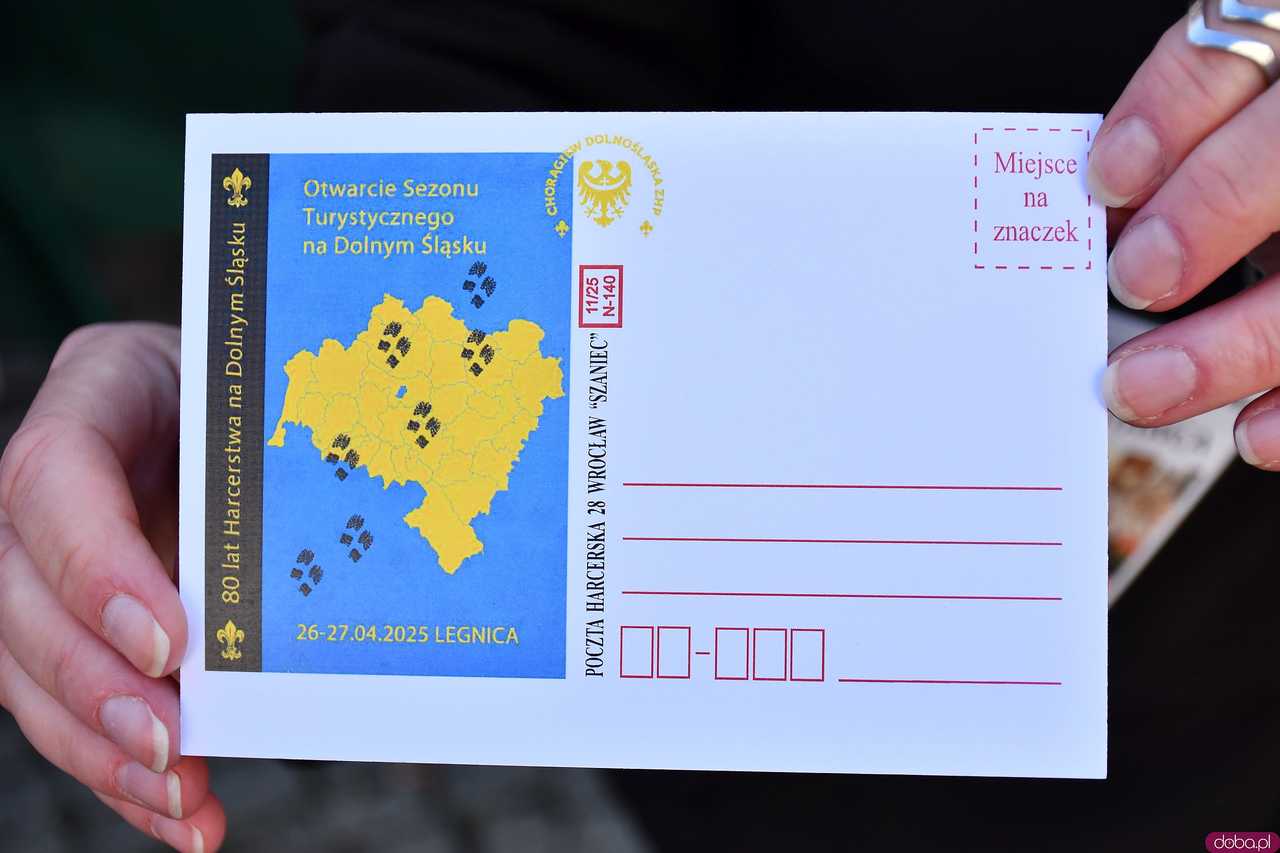 80 lat Harcerstwa na Dolnym Śląsku
Otwarcie Sezonu
Turystycznego
na Dolnym Śląsku
26-27.04.2025 LEGNICA
CHORĄGIEW DOLNOŚLĄSKA ZHP
11/25
N-140
POCZTA HARCERSKA 28 WROCŁAW “SZANIEC”
Miejsce
na
znaczek
doba.pl